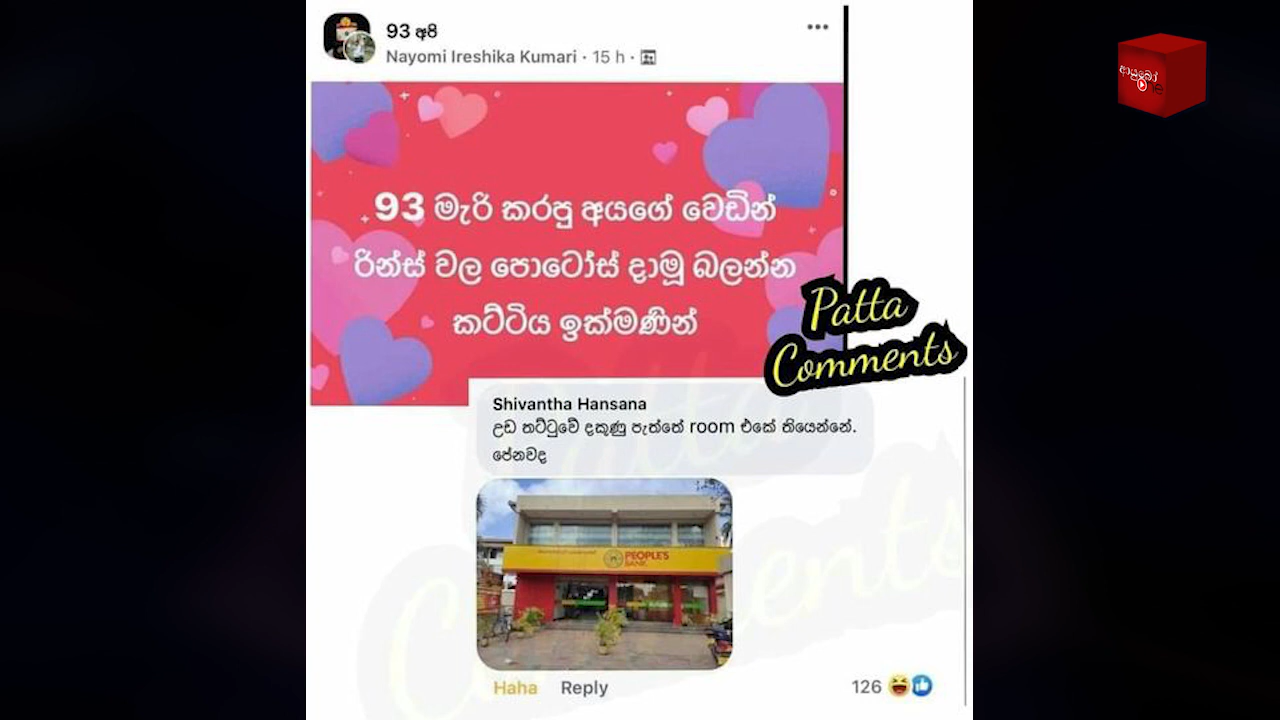 93 අපි
Nayomi Ireshika Kumari · 15 h ·
93 මැරි කරපු අයගේ වෙඩින්
රින්ස් වල පොටෝස් දාමූ බලන්න
කට්ටිය ඉක්මණින්
Patta
Comments
Shivantha Hansana
උඩ තට්ටුවේ දකුණු පැත්තේ room එකේ තියෙන්නේ.
පේනවද
PEOPLE'S
BANK
Haha Reply
126